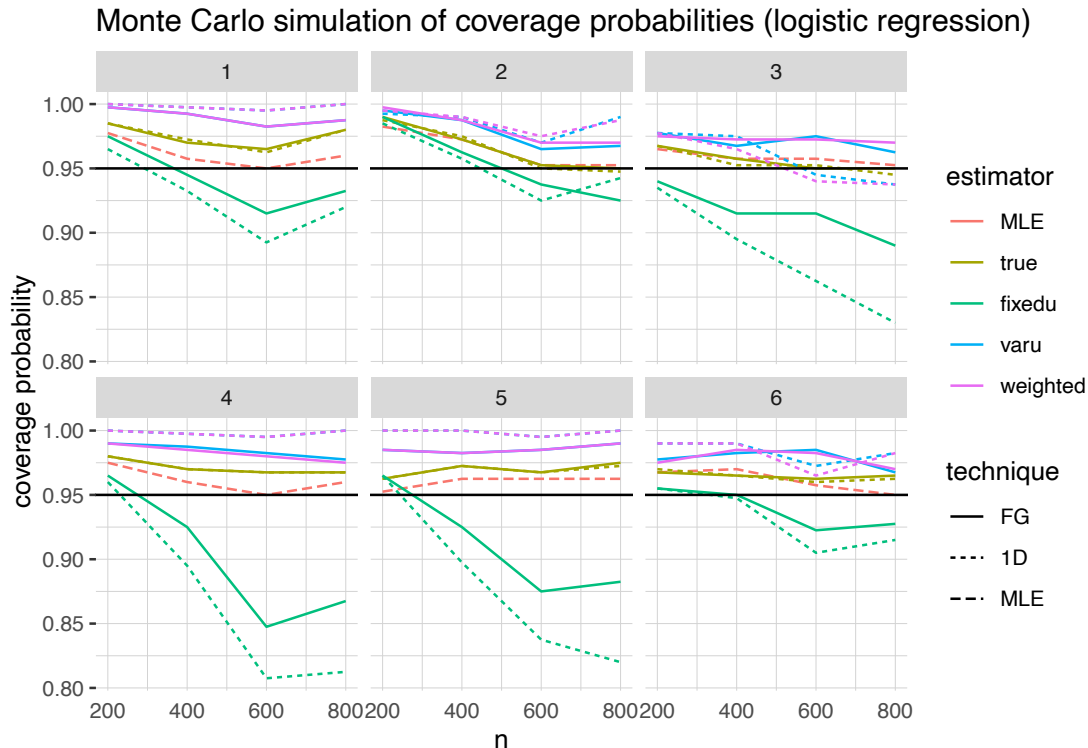 Monte Carlo simulation of coverage probabilities (logistic regression)
1
2
3
1.00
0.95
0.90
0.85
0.80
4
5
6
1.00
0.95
0.90
0.85
0.80
200
400
600
800
200
400
600
800
200
400
600
800
n
coverage probability
estimator
MLE
true
fixedu
varu
weighted
technique
FG
1D
MLE